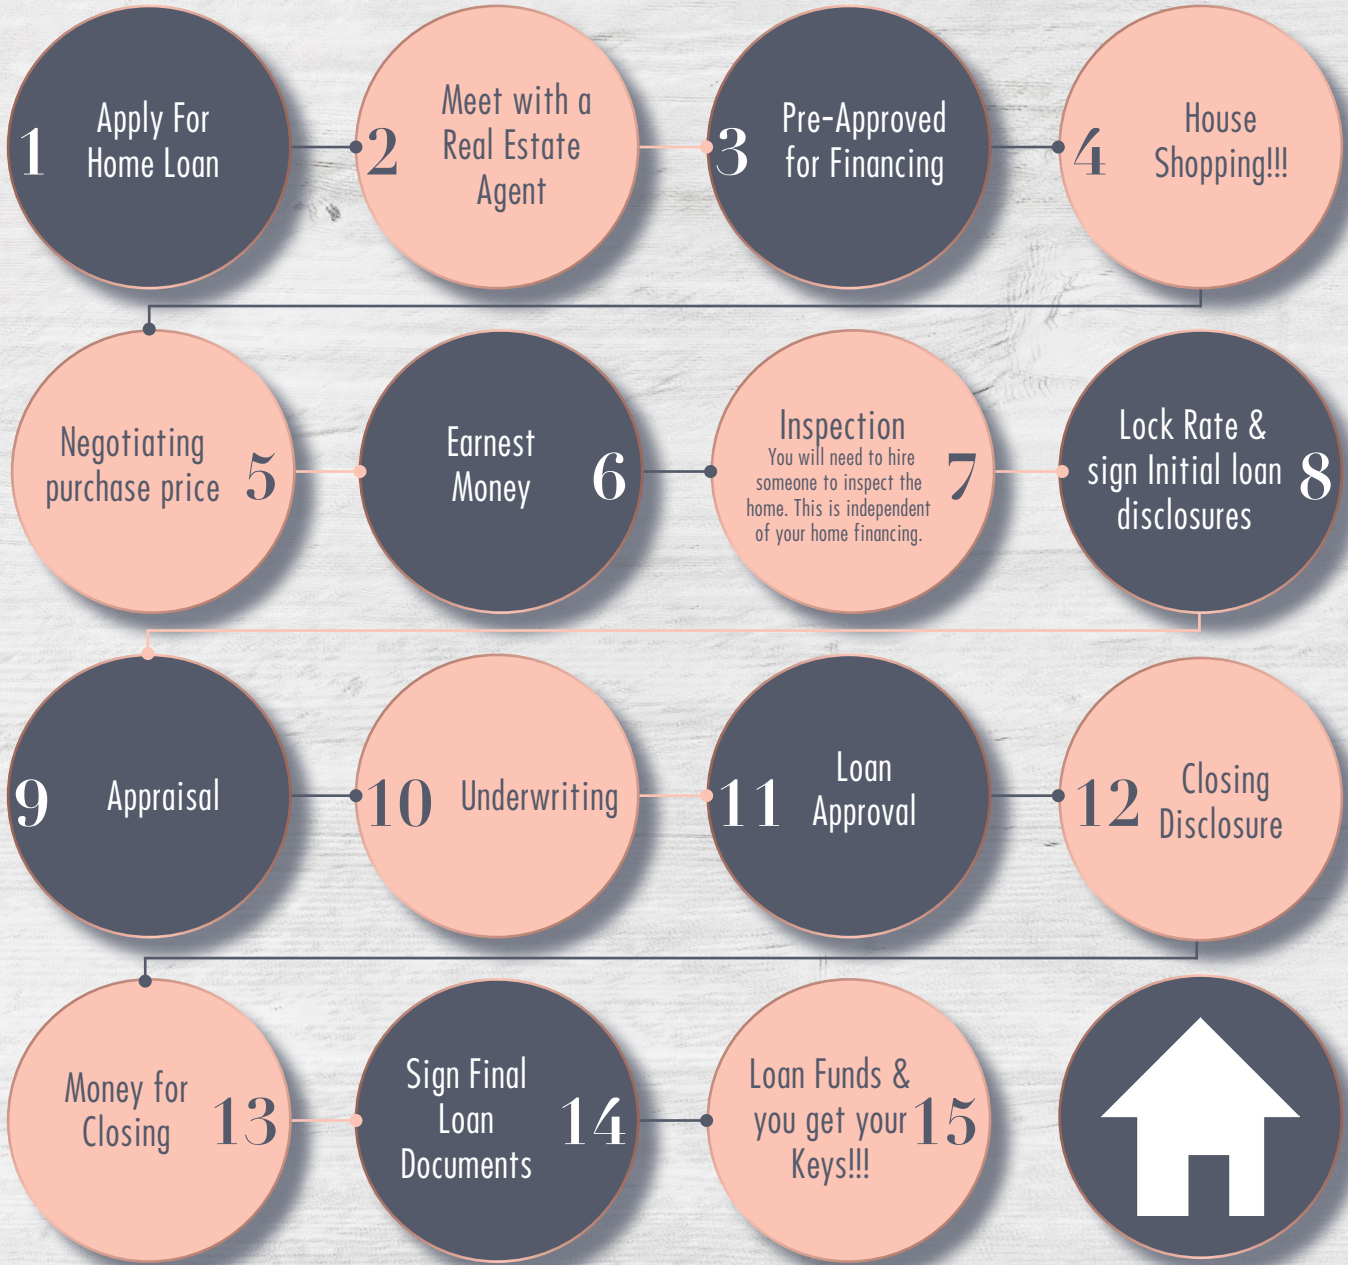 1
Apply For
Home Loan
2
Meet with a
Real Estate
Agent
3
Pre-Approved
for Financing
4
House
Shopping!!!
Negotiating
purchase price
5
Earnest
Money
6
Inspection
You will need to hire
someone to inspect the
home. This is independent
of your home financing.
7
Lock Rate &
sign Initial loan
disclosures
8
9
Appraisal
10
Underwriting
11
Loan
Approval
12
Closing
Disclosure
Money for
Closing
13
Sign Final
Loan
Documents
14
Loan Funds &
you get your
Keys!!!
15